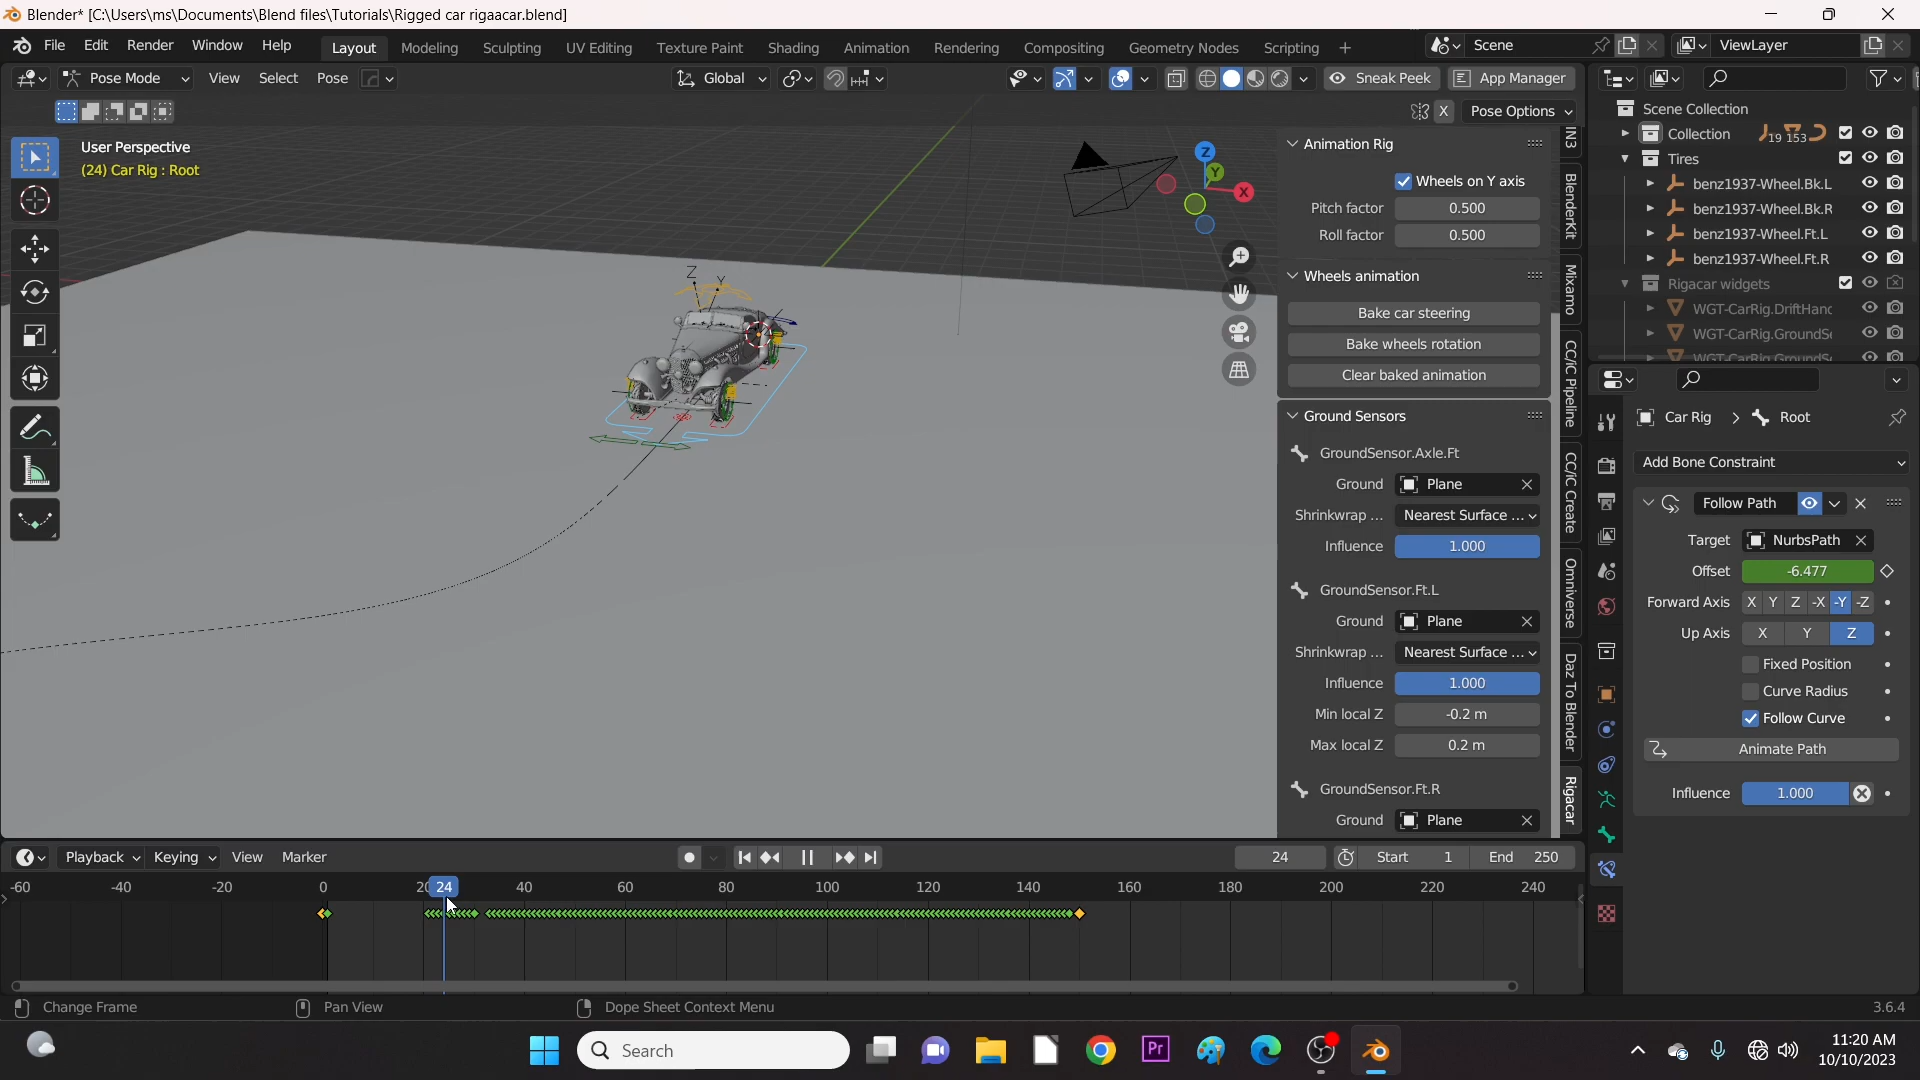 Blender* [C:\Users\ms\Documents\Blend files\Tutorials\Rigged car rigaacar.blend]
File Edit Render Window Help Layout Modeling Sculpting UV Editing Texture Paint Shading Animation Rendering Compositing Geometry Nodes Scripting + Scene ViewLayer
Pose Mode View Select Pose Global Sneak Peek App Manager
X Pose Options
User Perspective
(24) Car Rig : Root
Z
Y
Z
Y
X
Animation Rig
Wheels on Y axis
Pitch factor 0.500
Roll factor 0.500
Wheels animation
Bake car steering
Bake wheels rotation
Clear baked animation
Ground Sensors
GroundSensor.Axle.Ft
Ground Plane
Shrinkwrap ... Nearest Surface ...
Influence 1.000
GroundSensor.Ft.L
Ground Plane
Shrinkwrap ... Nearest Surface ...
Influence 1.000
Min local Z -0.2 m
Max local Z 0.2 m
GroundSensor.Ft.R
Ground Plane
BlenderKit
Mixamo
CC/iC Pipeline
CC/iC Create
Omniverse
Daz To Blender
Rigacar
Scene Collection
Collection 19 153
Tires
benz1937-Wheel.Bk.L
benz1937-Wheel.Bk.R
benz1937-Wheel.Ft.L
benz1937-Wheel.Ft.R
Rigacar widgets
WGT-CarRig.DriftHanc
WGT-CarRig.GroundSe
WGT-CarRig.GroundSe
Car Rig > Root
Add Bone Constraint
Follow Path
Target NurbsPath
Offset -6.477
Forward Axis X Y Z -X -Y -Z
Up Axis X Y Z
Fixed Position
Curve Radius
Follow Curve
Animate Path
Influence 1.000
Playback Keying View Marker 24 Start 1 End 250
-60 -40 -20 0 20 24 40 60 80 100 120 140 160 180 200 220 240
Change Frame Pan View Dope Sheet Context Menu 3.6.4
Search
Pr
11:20 AM
10/10/2023